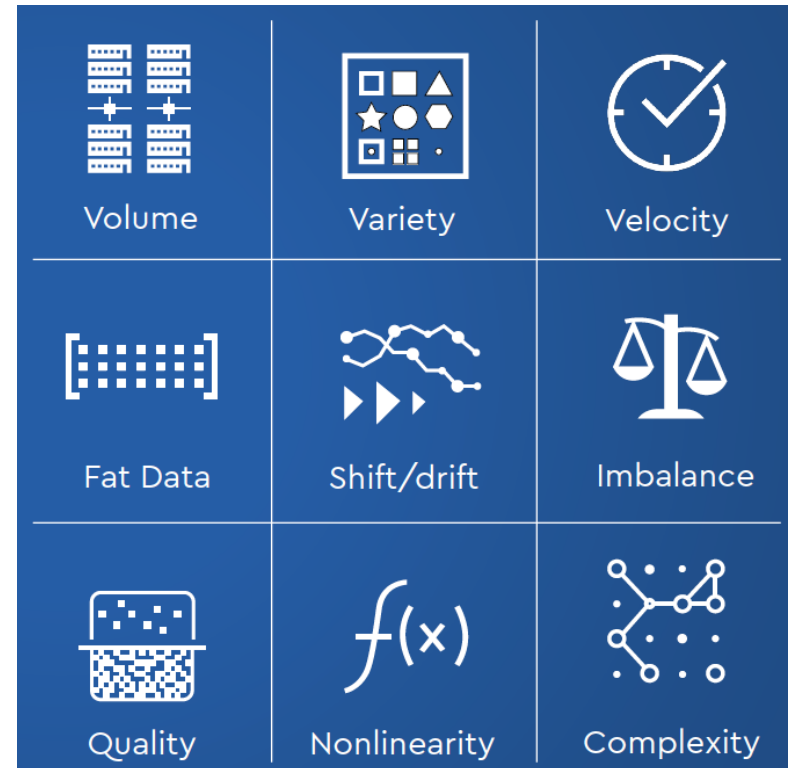 Volume
Variety
Velocity
Fat Data
Shift/drift
Imbalance
Quality
f(x)
Nonlinearity
Complexity